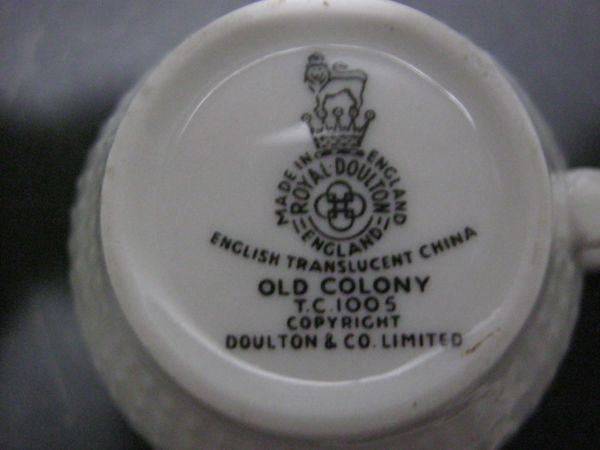 MADE IN ENGLAND
ROYAL DOULTON
ENGLAND
ENGLISH TRANSLUCENT CHINA
OLD COLONY
T.C.1005
COPYRIGHT
DOULTON & CO. LIMITED